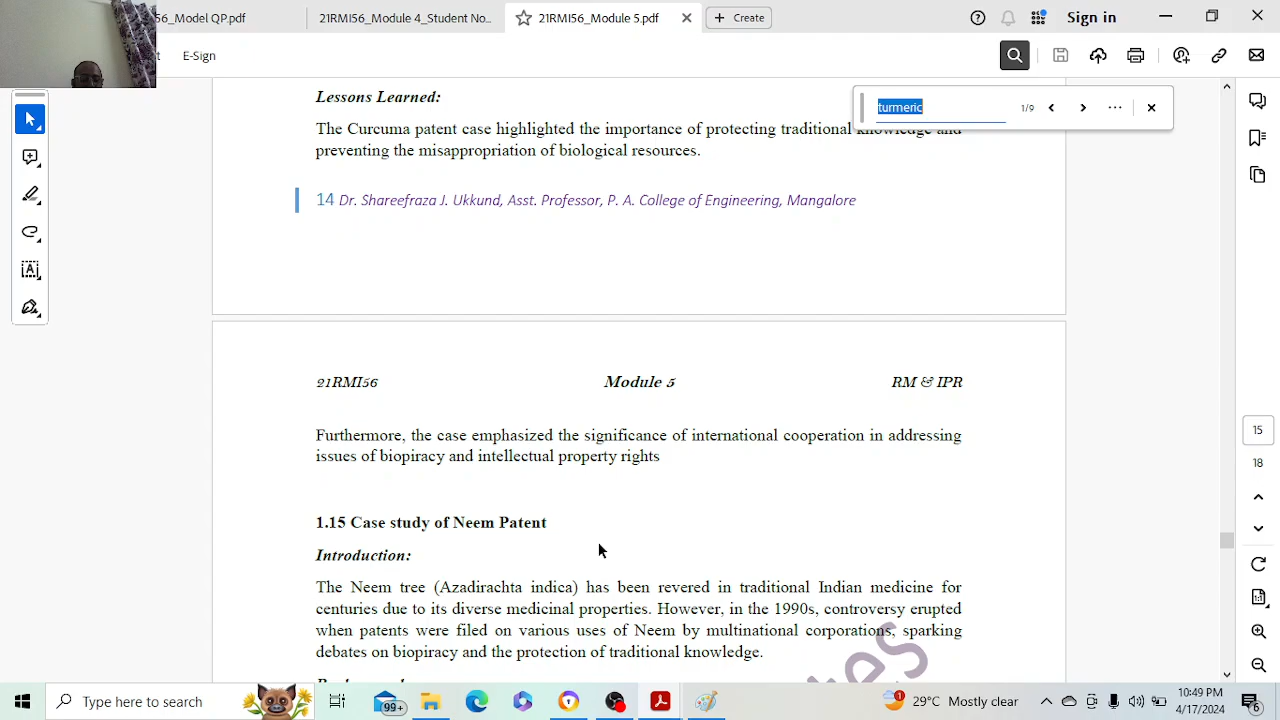 56_Model QP.pdf
21RMI56_Module 4_Student No...
21RMI56_Module 5.pdf
Create
Sign in
t
E-Sign
turmeric
1/9
Lessons Learned:
The Curcuma patent case highlighted the importance of protecting traditional knowledge and
preventing the misappropriation of biological resources.
14 Dr. Shareefraza J. Ukkund, Asst. Professor, P. A. College of Engineering, Mangalore
21RMI56
Module 5
RM & IPR
Furthermore, the case emphasized the significance of international cooperation in addressing
issues of biopiracy and intellectual property rights
15
18
1.15 Case study of Neem Patent
Introduction:
The Neem tree (Azadirachta indica) has been revered in traditional Indian medicine for
centuries due to its diverse medicinal properties. However, in the 1990s, controversy erupted
when patents were filed on various uses of Neem by multinational corporations, sparking
debates on biopiracy and the protection of traditional knowledge.
Type here to search
99+
1
29°C Mostly clear
10:49 PM
4/17/2024
6